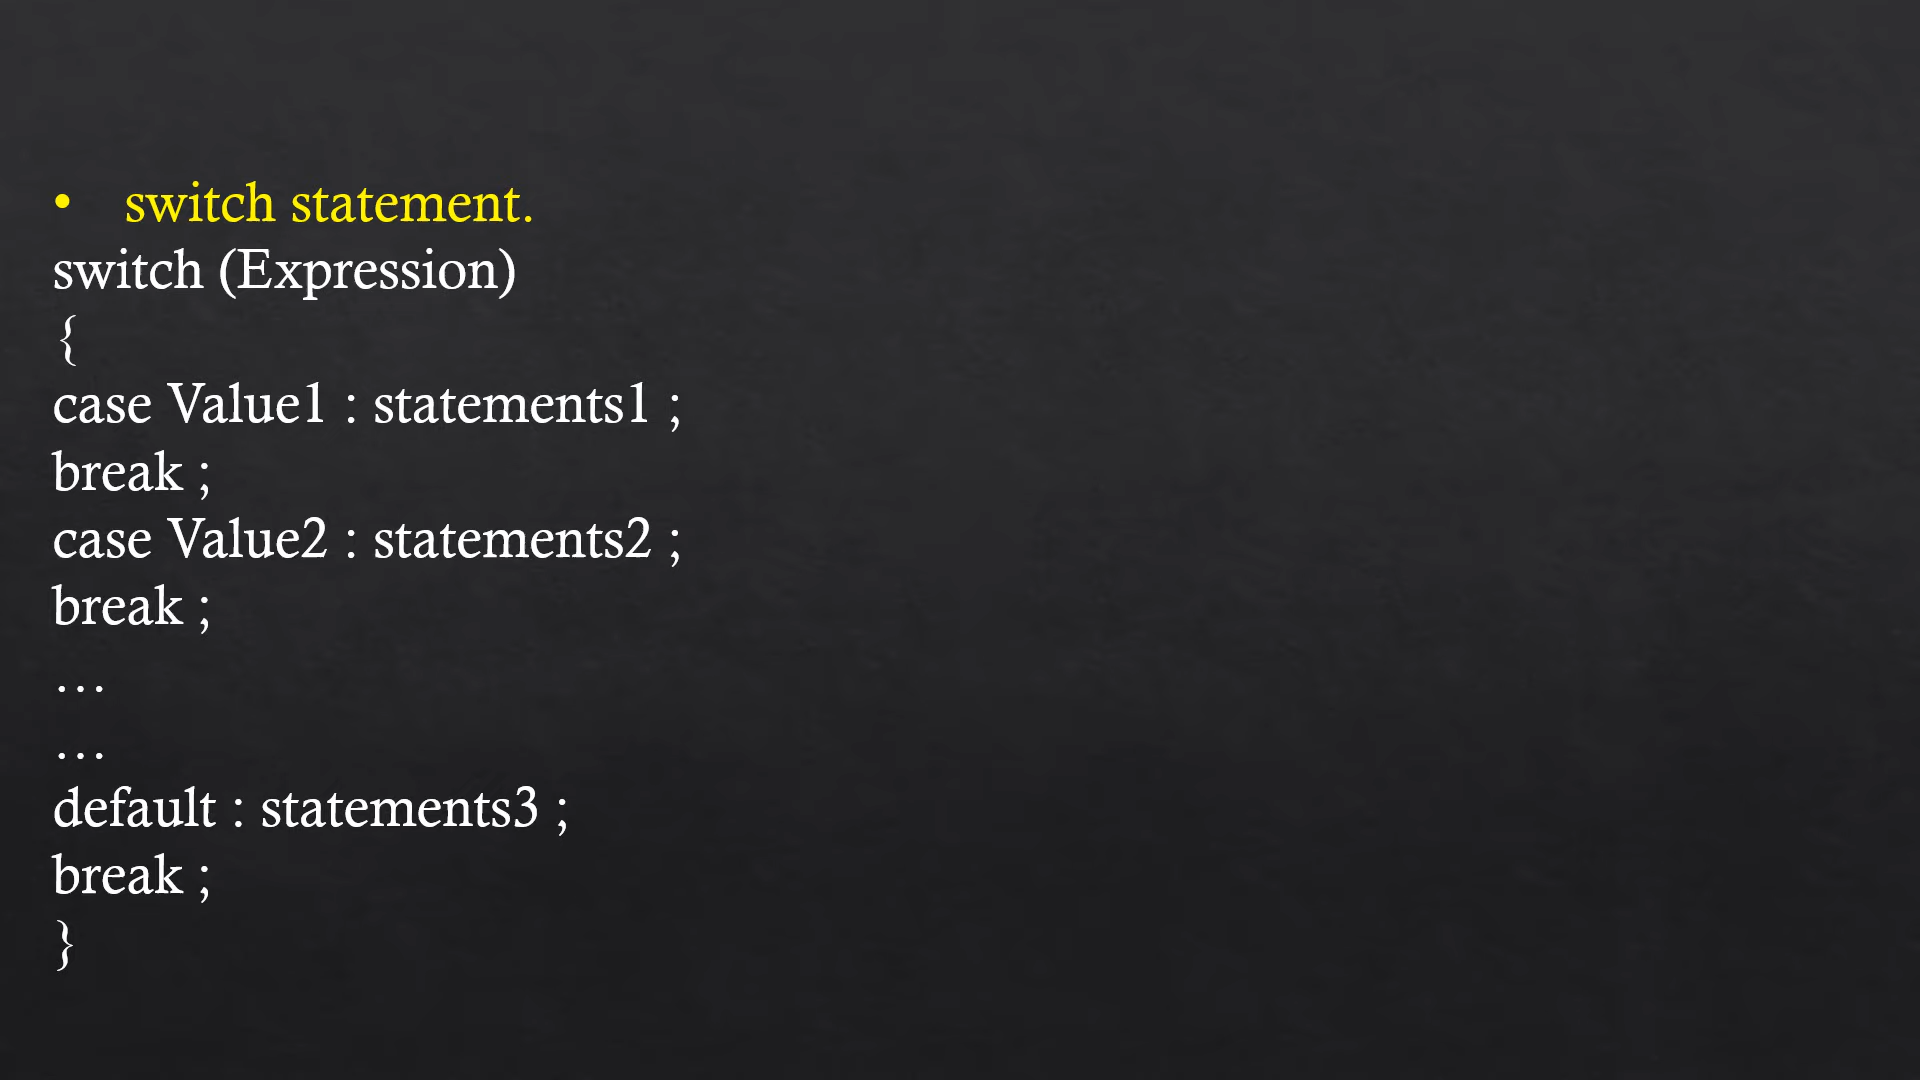 • switch statement.
switch (Expression)
{
case Value1 : statements1 ;
break ;
case Value2 : statements2 ;
break ;
…
…
default : statements3 ;
break ;
}